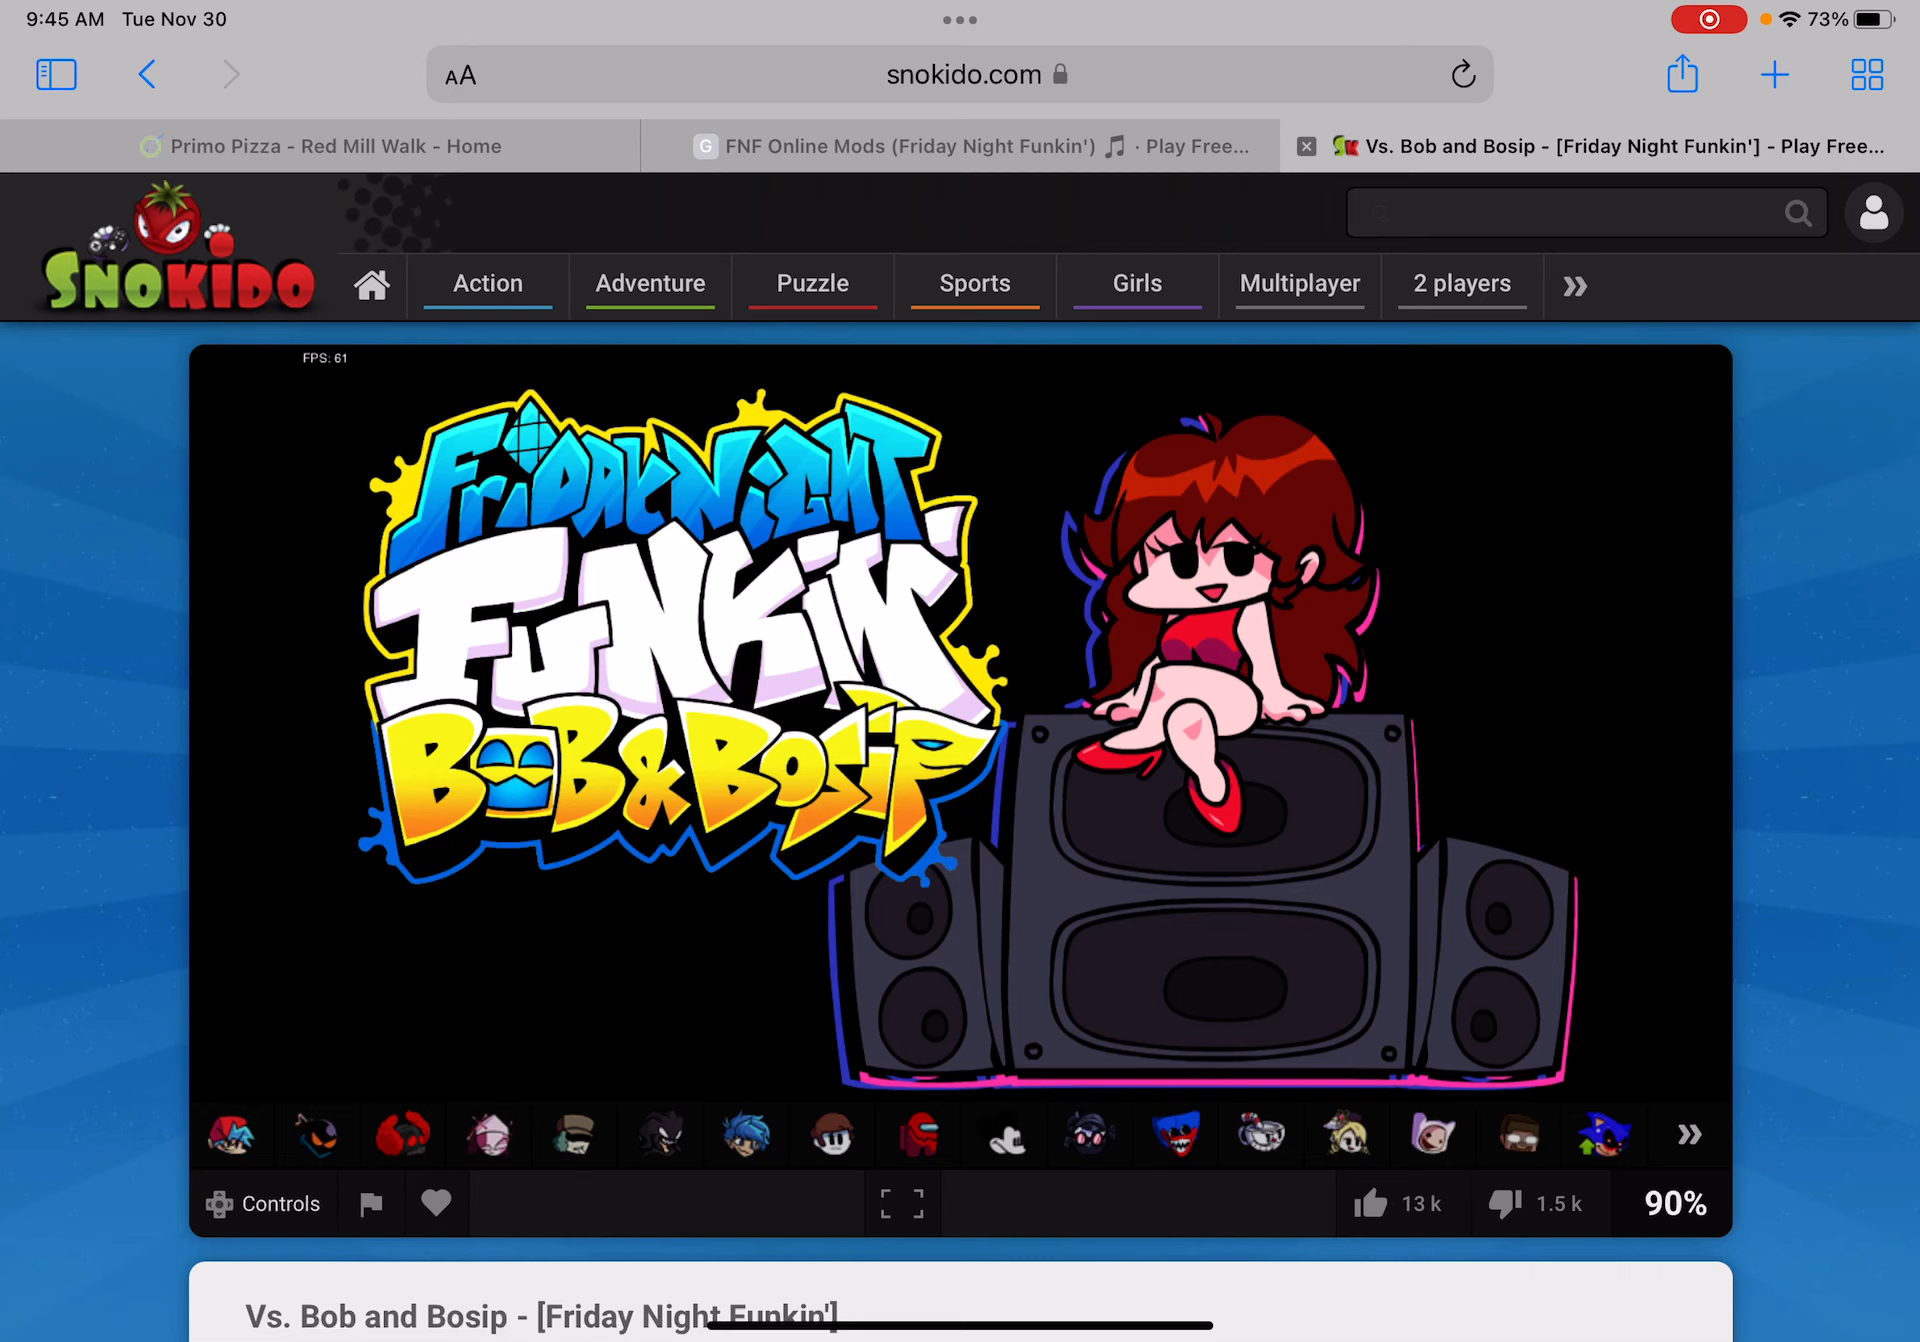 9:45 AM Tue Nov 30
73%
AA
snokido.com
Primo Pizza - Red Mill Walk - Home
G FNF Online Mods (Friday Night Funkin') 🎵 · Play Free...
SK Vs. Bob and Bosip - [Friday Night Funkin'] - Play Free...
SNOKIDO
Action
Adventure
Puzzle
Sports
Girls
Multiplayer
2 players
FPS: 61
FRIDAY NIGHT
FUNKIN'
BOB & BOSIP
Controls
13 k
1.5 k
90%
Vs. Bob and Bosip - [Friday Night Funkin']